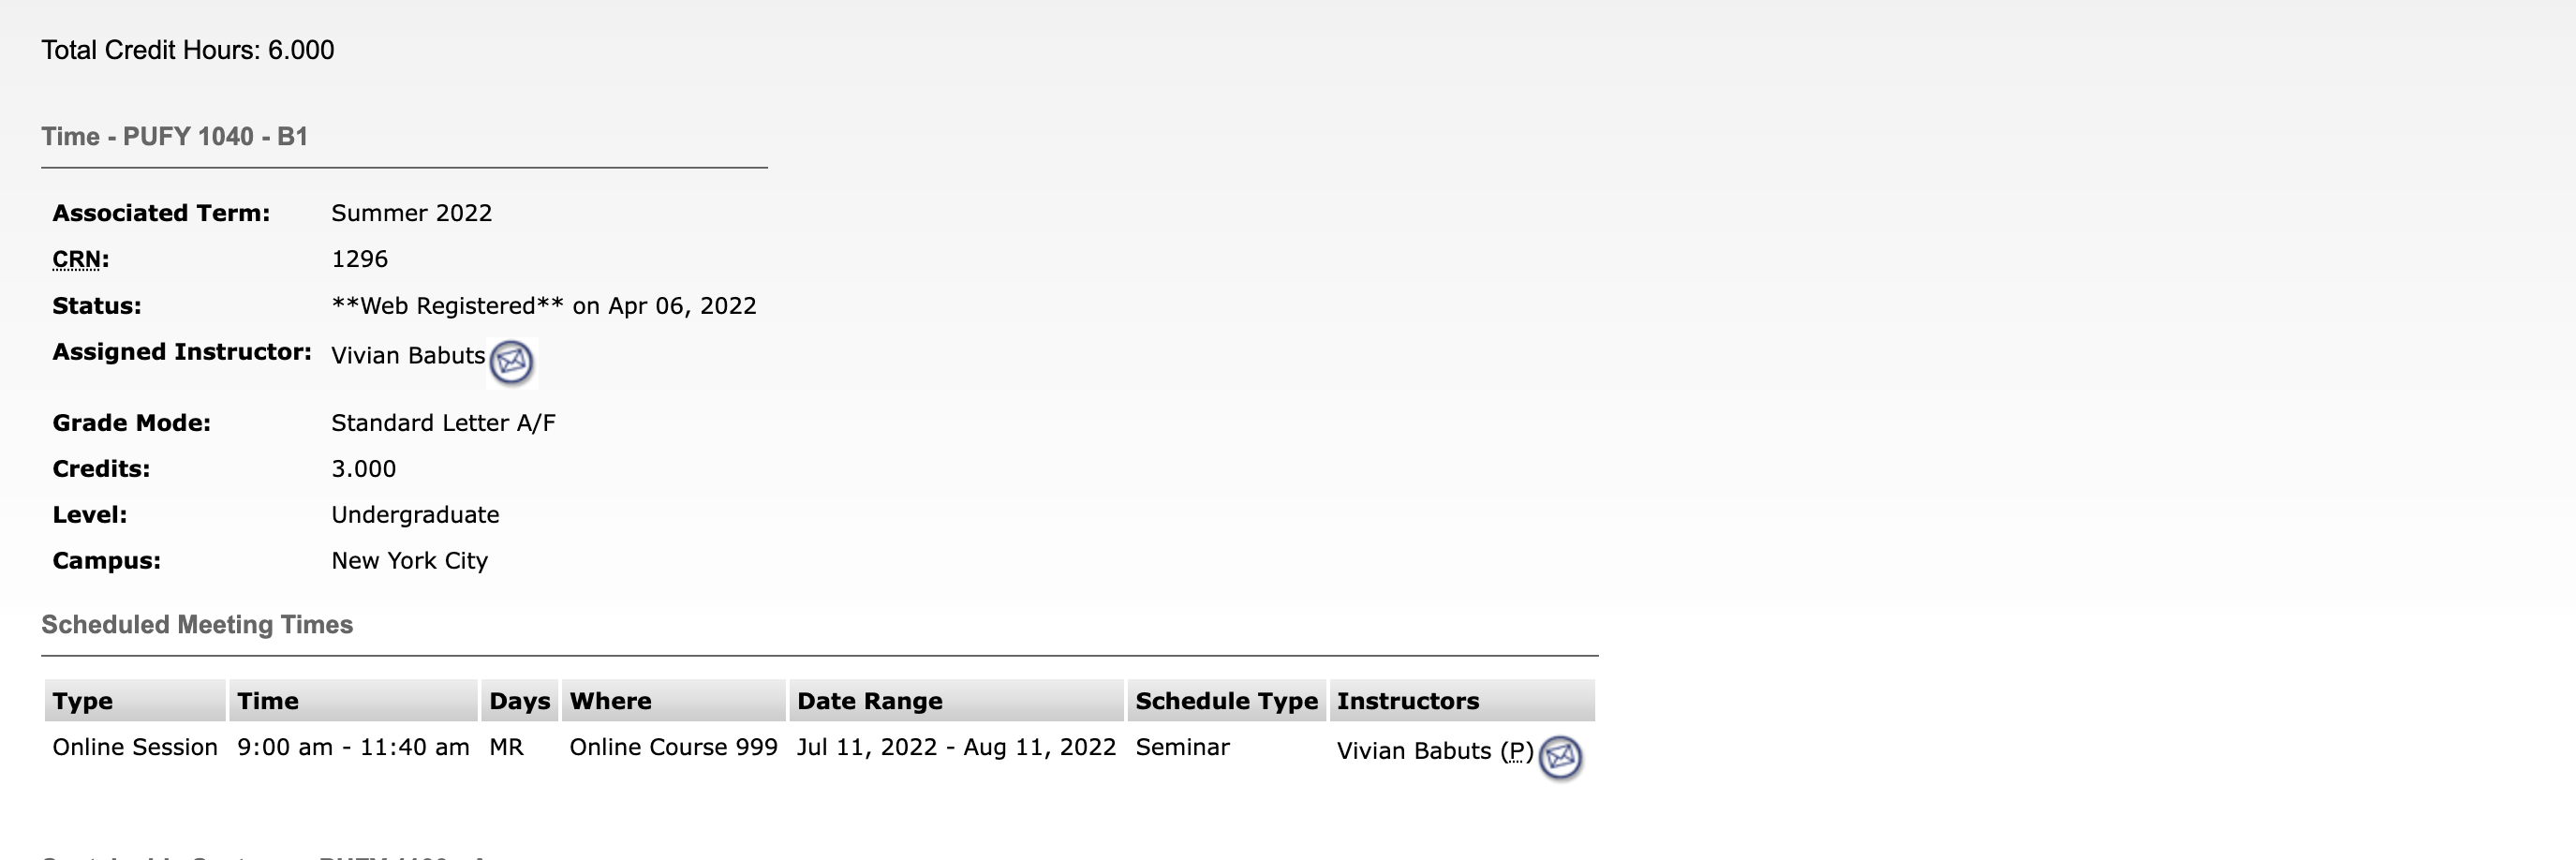 Total Credit Hours: 6.000
Time - PUFY 1040 - B1
Associated Term: Summer 2022
CRN: 1296
Status: **Web Registered** on Apr 06, 2022
Assigned Instructor: Vivian Babuts
Grade Mode: Standard Letter A/F
Credits: 3.000
Level: Undergraduate
Campus: New York City
Scheduled Meeting Times
Type Time Days Where Date Range Schedule Type Instructors
Online Session 9:00 am - 11:40 am MR Online Course 999 Jul 11, 2022 - Aug 11, 2022 Seminar Vivian Babuts (P)